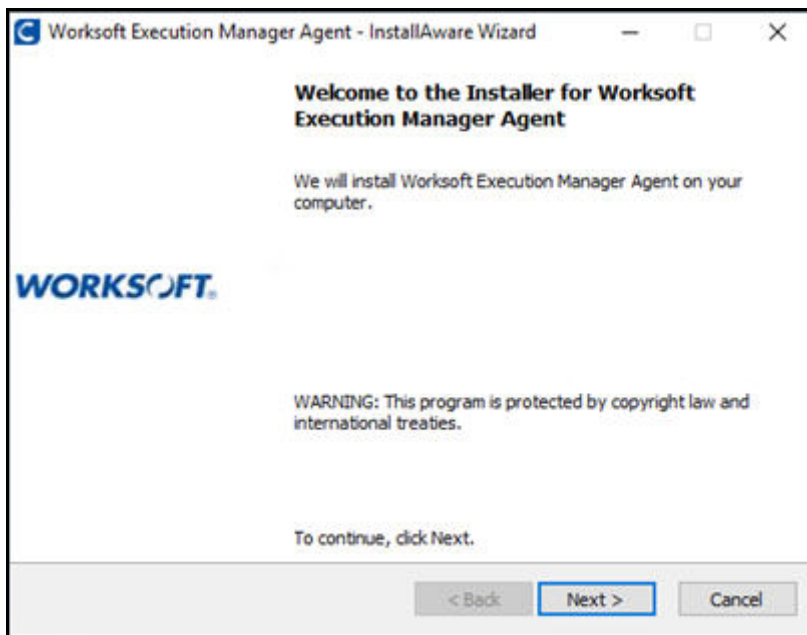 Worksoft Execution Manager Agent - InstallAware Wizard
Welcome to the Installer for Worksoft
Execution Manager Agent
We will install Worksoft Execution Manager Agent on your
computer.
WORKSOFT®
WARNING: This program is protected by copyright law and
international treaties.
To continue, click Next.
< Back
Next >
Cancel